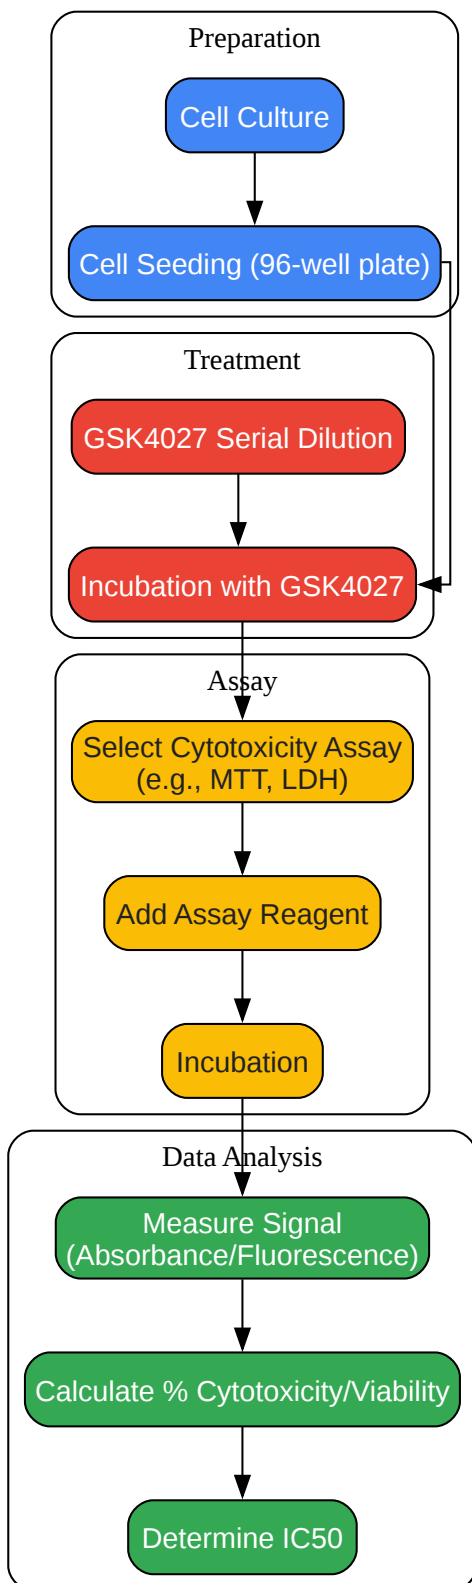 Preparation
Cell Culture
Cell Seeding (96-well plate)
Treatment
GSK4027 Serial Dilution
Incubation with GSK4027
Assay
Select Cytotoxicity Assay
(e.g., MTT, LDH)
Add Assay Reagent
Incubation
Data Analysis
Measure Signal
(Absorbance/Fluorescence)
Calculate % Cytotoxicity/Viability
Determine IC50